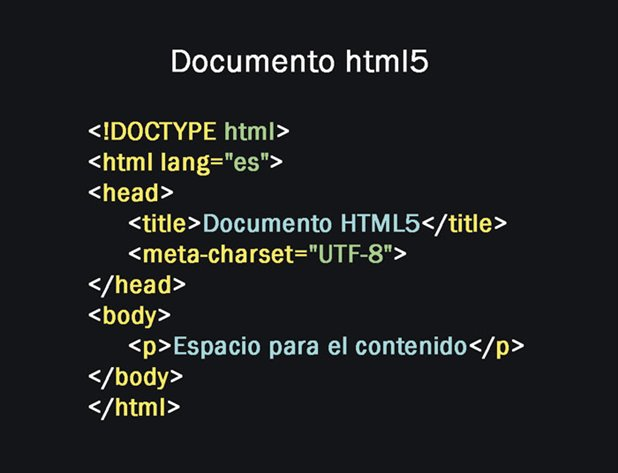 Documento html5
<!DOCTYPE html>
<html lang="es">
<head>
<title>Documento HTML5</title>
<meta-charset="UTF-8">
</head>
<body>
<p>Espacio para el contenido</p>
</body>
</html>